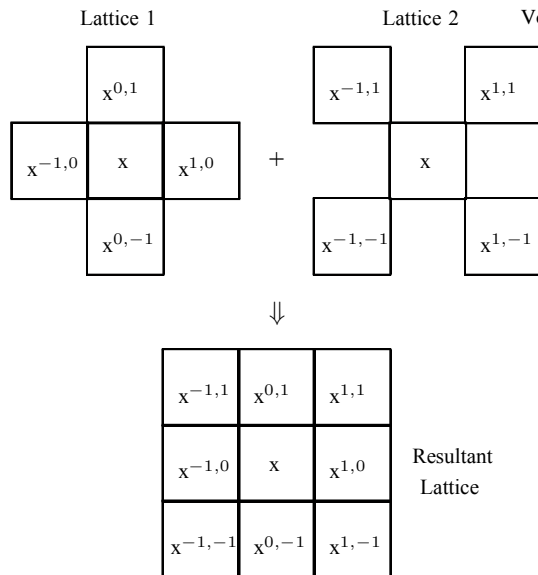 Lattice 1 Lattice 2 Vo
x^{0,1} x^{-1,1} x^{1,1}
x^{-1,0} x x^{1,0} + x
x^{0,-1} x^{-1,-1} x^{1,-1}
⇓
x^{-1,1} x^{0,1} x^{1,1}
x^{-1,0} x x^{1,0} Resultant
Lattice
x^{-1,-1} x^{0,-1} x^{1,-1}